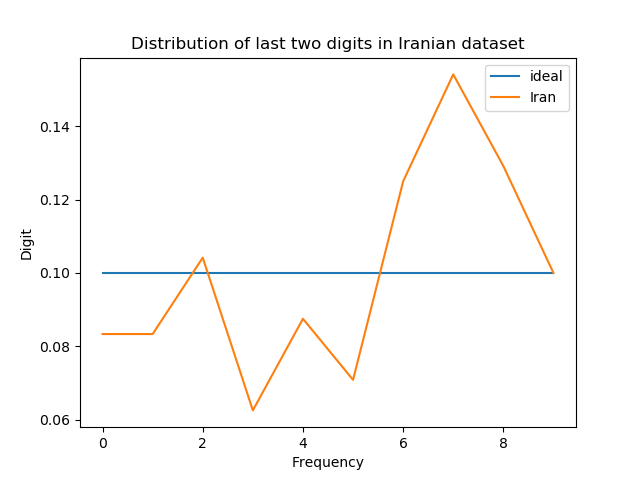 Distribution of last two digits in Iranian dataset
ideal
Iran
0.14
0.12
0.10
0.08
0.06
Digit
0
2
4
6
8
Frequency